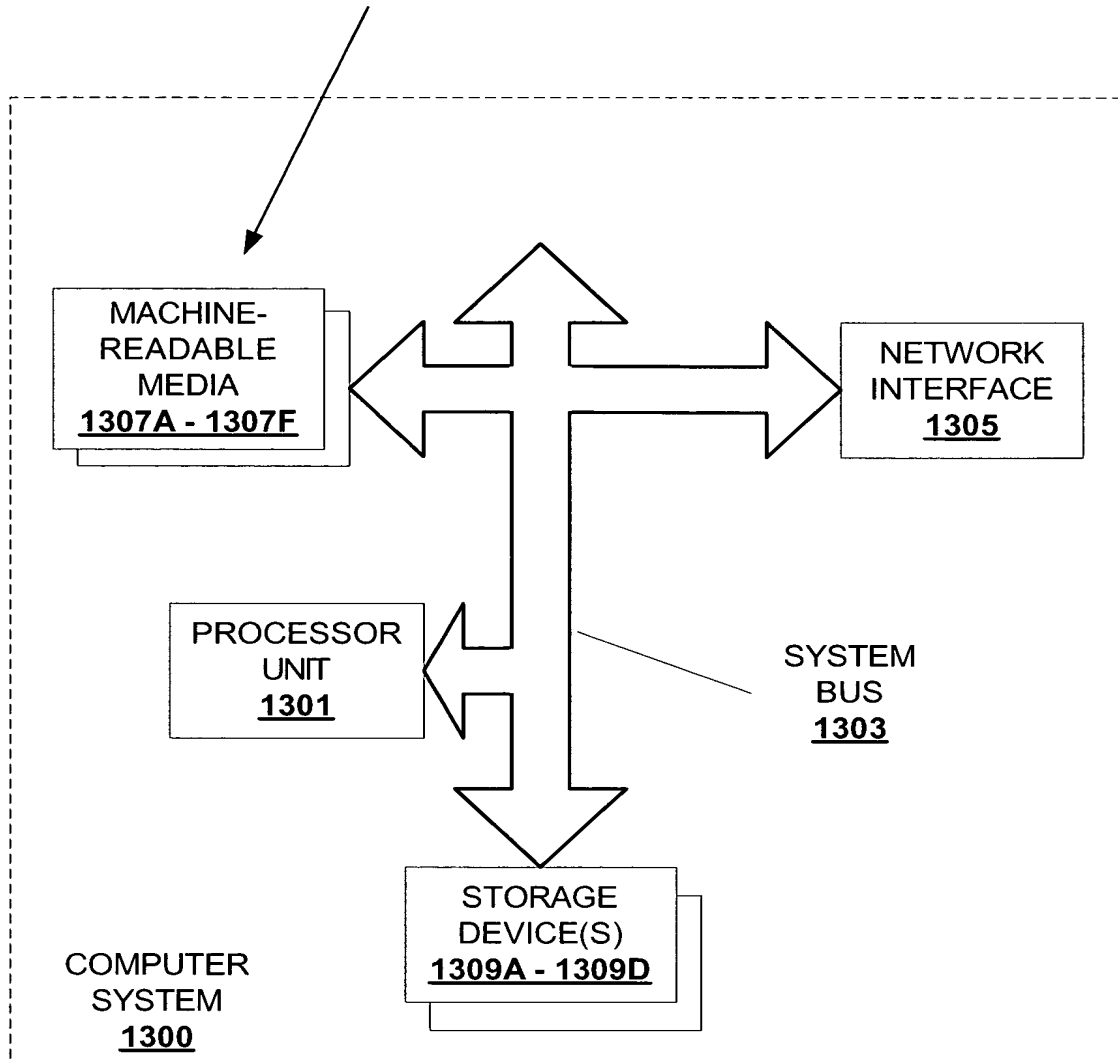 MACHINE-
READABLE
MEDIA
1307A - 1307F
NETWORK
INTERFACE
1305
PROCESSOR
UNIT
1301
SYSTEM
BUS
1303
STORAGE
DEVICE(S)
1309A - 1309D
COMPUTER
SYSTEM
1300